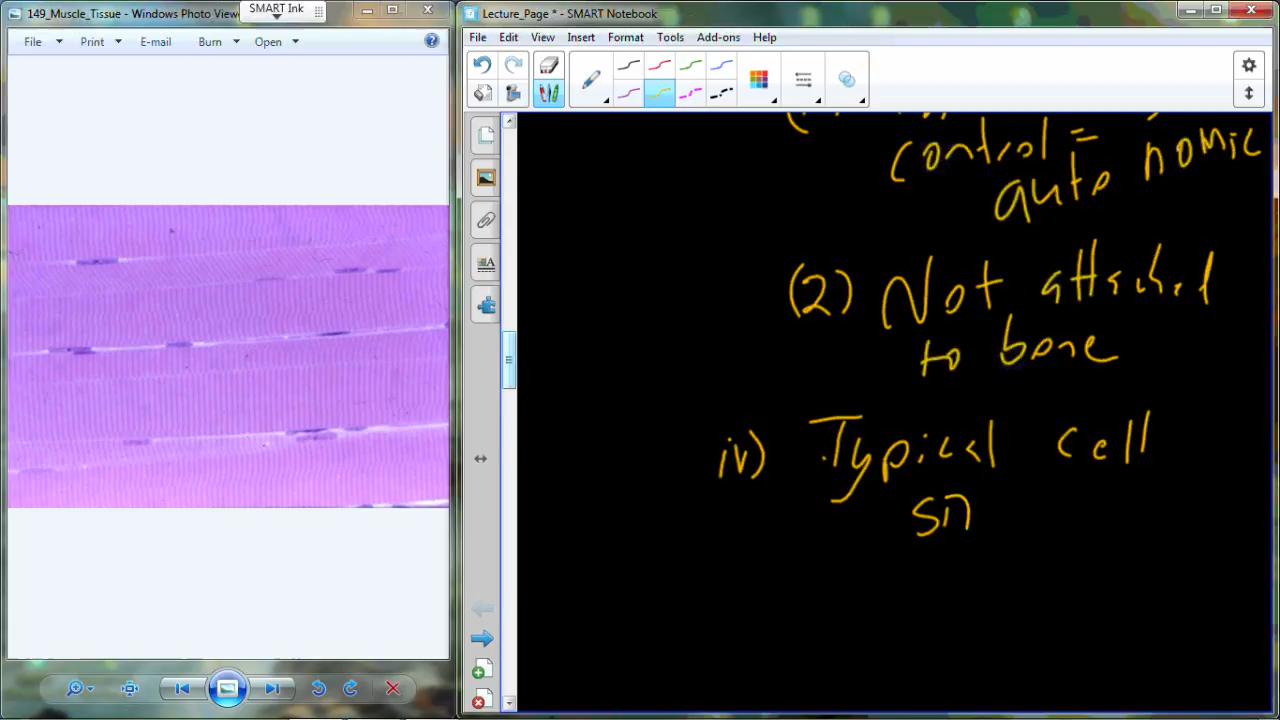 149_Muscle_Tissue - Windows Photo View
SMART Ink
File Print E-mail Burn Open
Lecture_Page * - SMART Notebook
File Edit View Insert Format Tools Add-ons Help
control =
autonomic
(2) Not attached
to bone
iv) Typical cell